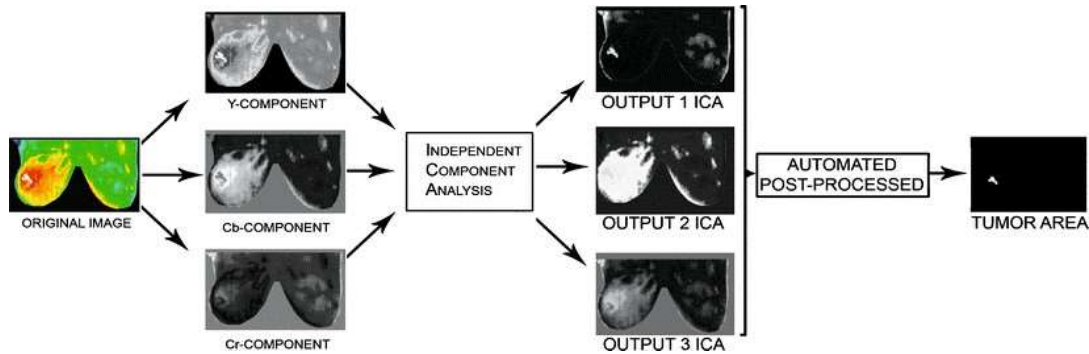 ORIGINAL IMAGE
Y-COMPONENT
Cb-COMPONENT
Cr-COMPONENT
INDEPENDENT
COMPONENT
ANALYSIS
OUTPUT 1 ICA
OUTPUT 2 ICA
OUTPUT 3 ICA
AUTOMATED
POST-PROCESSED
TUMOR AREA